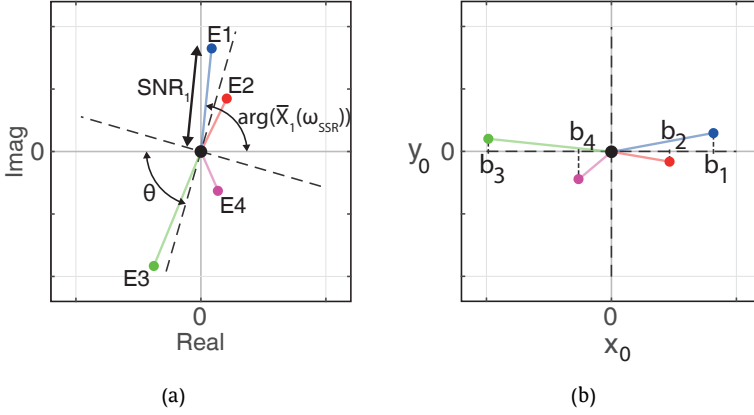 E1
E2
SNR₁
arg(X̅₁(ω_SSR))
Imag
0
θ
E4
E3
0
Real
(a)
y₀ 0
b₄
b₂
b₃
b₁
0
x₀
(b)